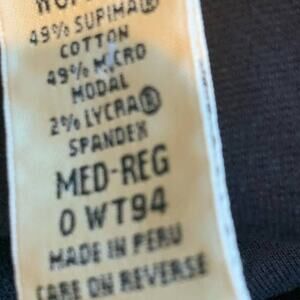 49% SUPIMA®
COTTON
49% MICRO
MODAL
2% LYCRA®
SPANDEX
MED-REG
0 WT94
MADE IN PERU
CARE ON REVERSE